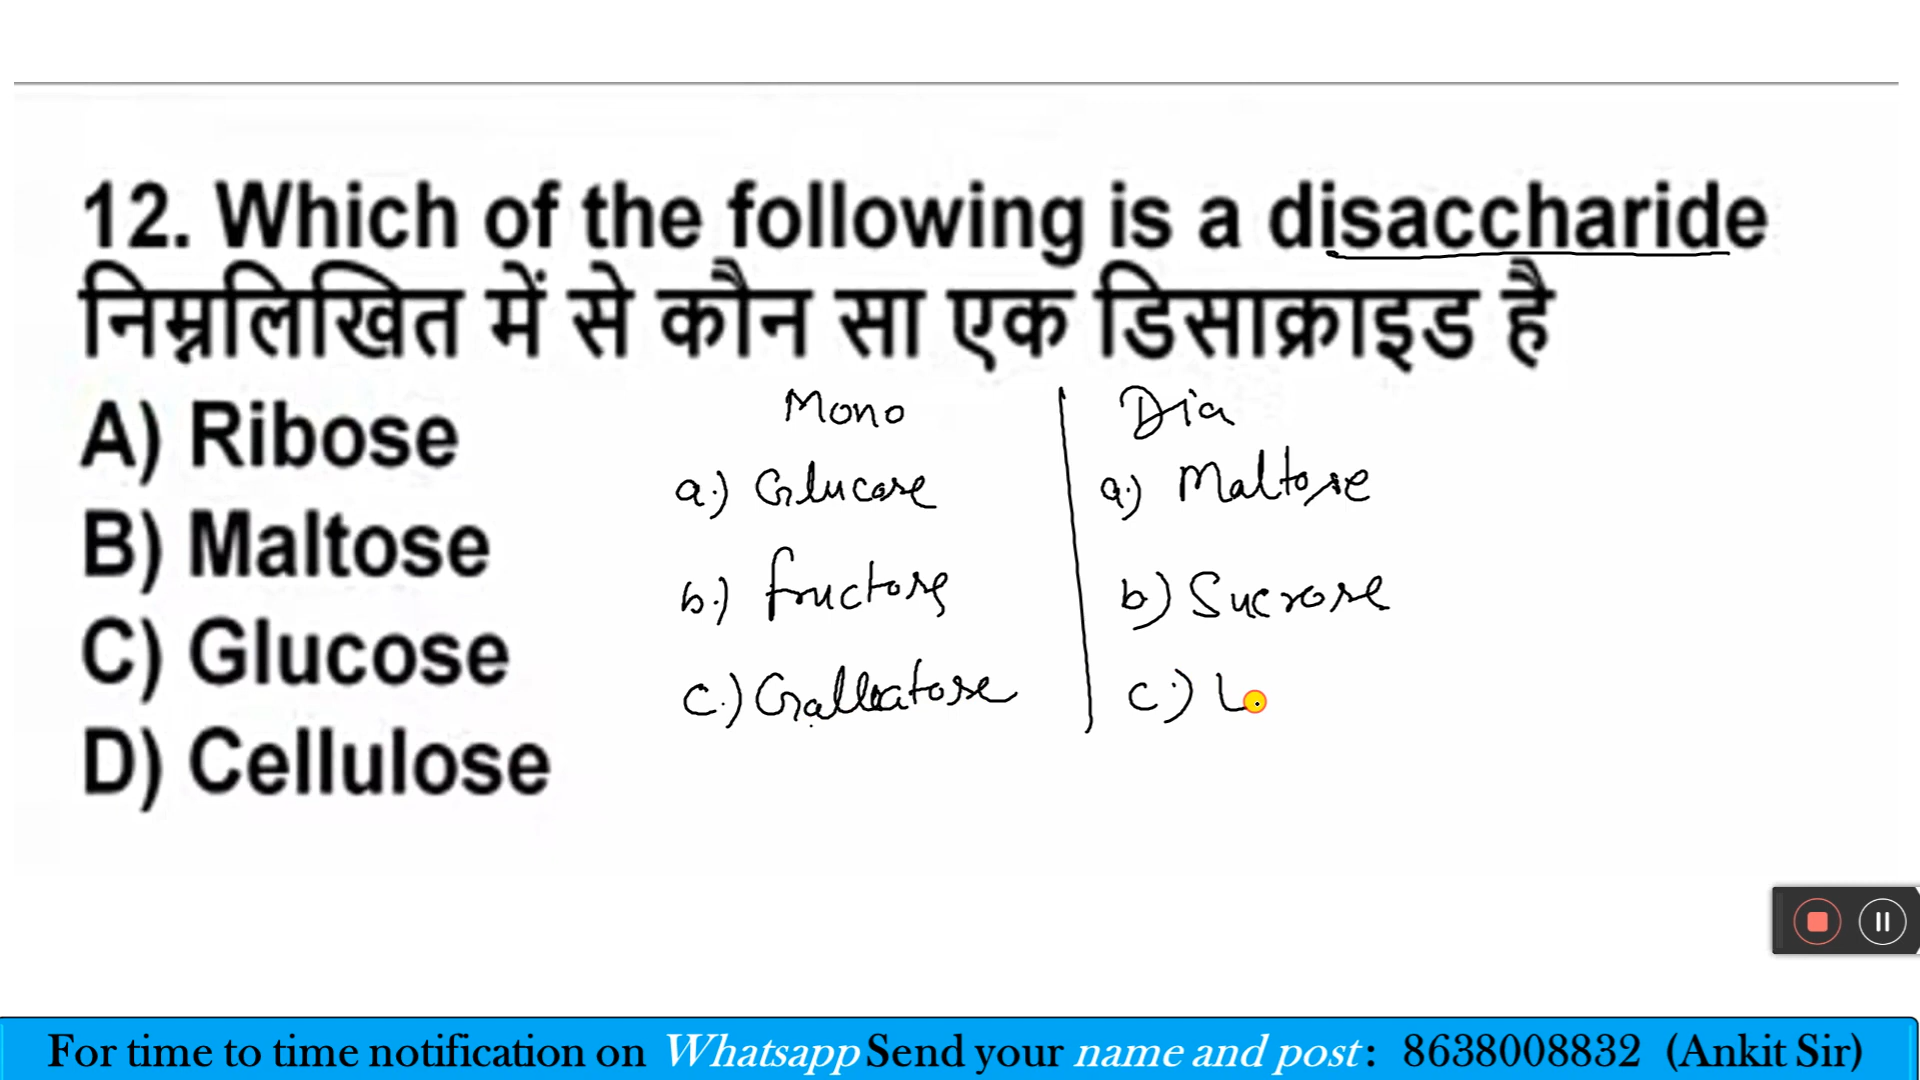 12. Which of the following is a disaccharide
निम्नलिखित में से कौन सा एक डिसाक्राइड है
A) Ribose
B) Maltose
C) Glucose
D) Cellulose
Mono
a.) Glucose
b.) fructose
c.) Gallactose
Dia
a.) Maltose
b) Sucrose
c.) L
For time to time notification on Whatsapp Send your name and post : 8638008832 (Ankit Sir)